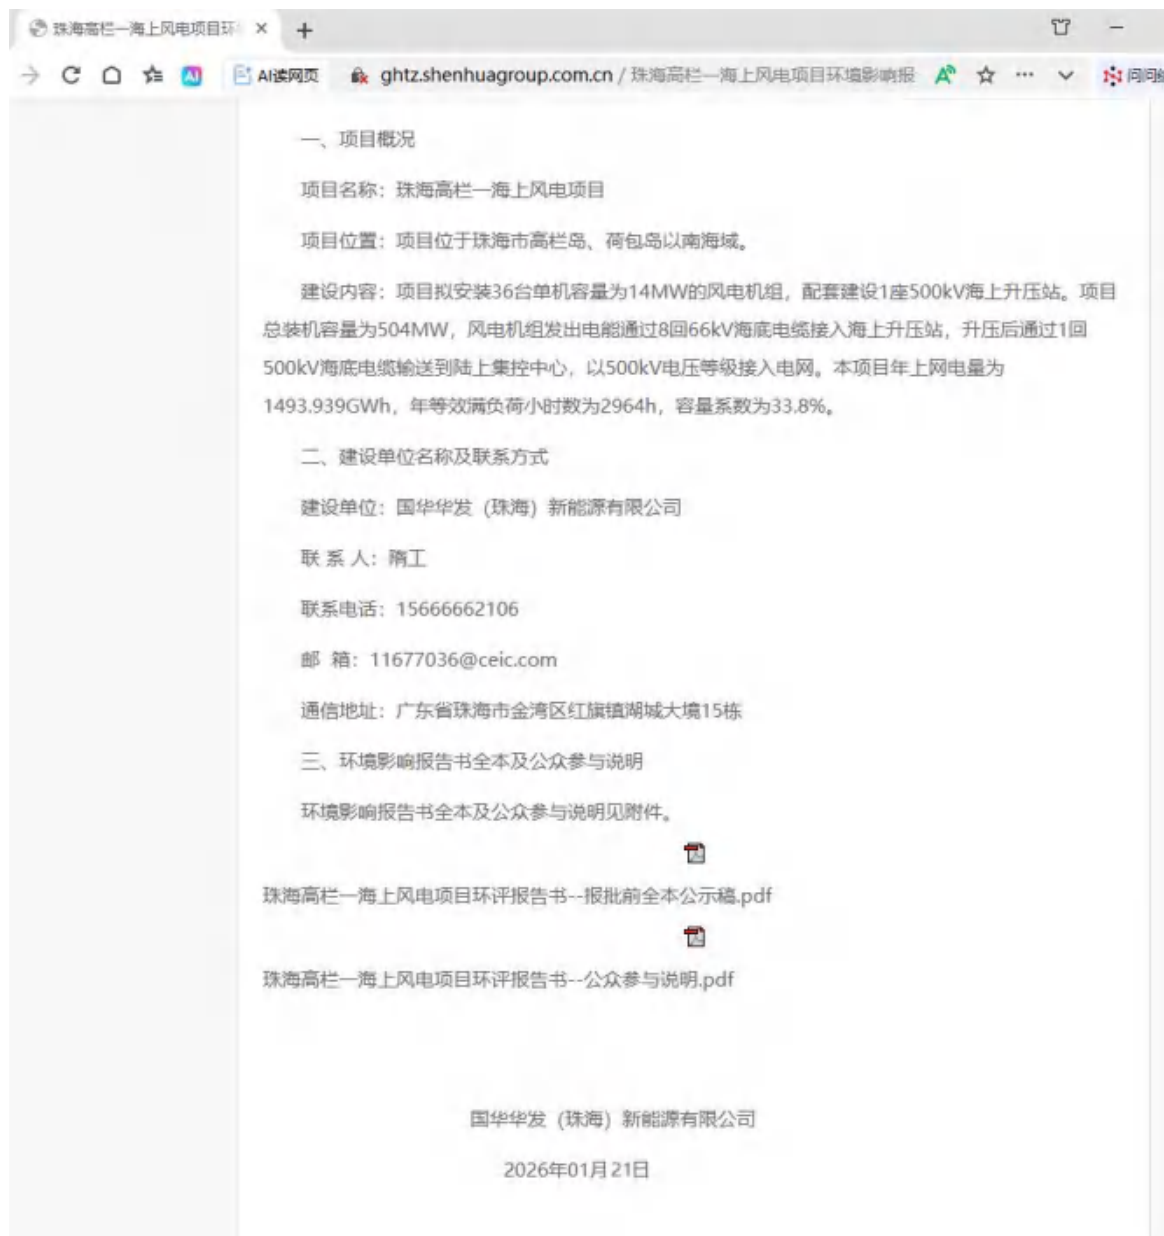 珠海高栏一海上风电项目环
AI读网页
ghtz.shenhuagroup.com.cn / 珠海高栏一海上风电项目环境影响报
问问
一、项目概况
项目名称：珠海高栏一海上风电项目
项目位置：项目位于珠海市高栏岛、荷包岛以南海域。
建设内容：项目拟安装36台单机容量为14MW的风电机组，配套建设1座500kV海上升压站。项目
总装机容量为504MW，风电机组发出电能通过8回66kV海底电缆接入海上升压站，升压后通过1回
500kV海底电缆输送到陆上集控中心，以500kV电压等级接入电网。本项目年上网电量为
1493.939GWh，年等效满负荷小时数为2964h，容量系数为33.8%。
二、建设单位名称及联系方式
建设单位：国华华发（珠海）新能源有限公司
联 系 人：隋工
联系电话：15666662106
邮 箱：11677036@ceic.com
通信地址：广东省珠海市金湾区红旗镇湖城大境15栋
三、环境影响报告书全本及公众参与说明
环境影响报告书全本及公众参与说明见附件。
珠海高栏一海上风电项目环评报告书--报批前全本公示稿.pdf
珠海高栏一海上风电项目环评报告书--公众参与说明.pdf
国华华发（珠海）新能源有限公司
2026年01月21日